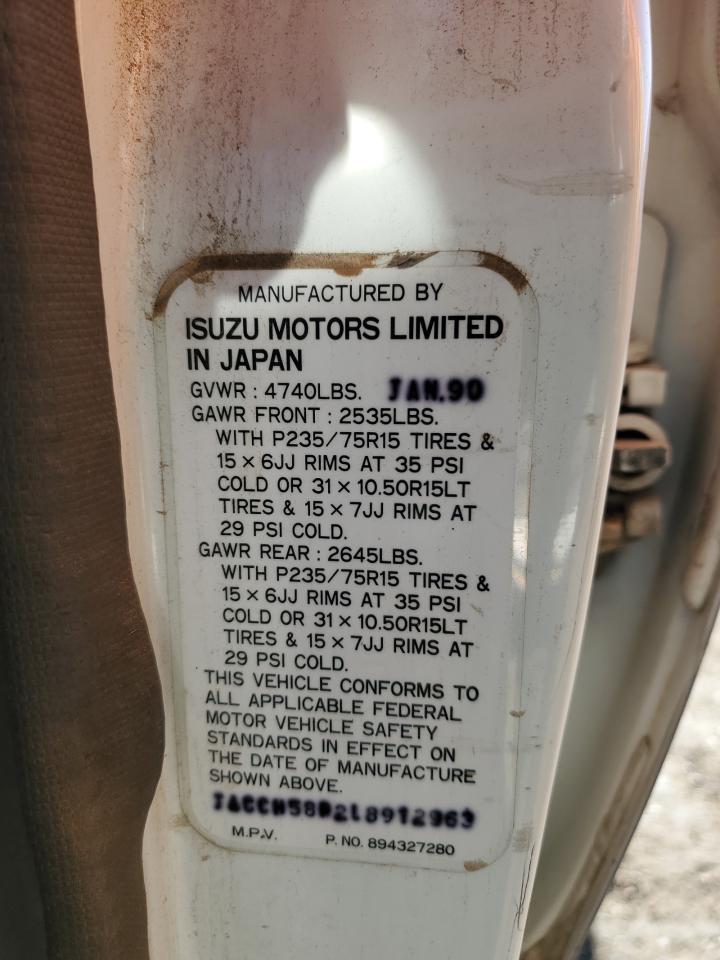 MANUFACTURED BY
ISUZU MOTORS LIMITED
IN JAPAN
GVWR : 4740LBS. JAN.90
GAWR FRONT : 2535LBS.
WITH P235/75R15 TIRES &
15 × 6JJ RIMS AT 35 PSI
COLD OR 31 × 10.50R15LT
TIRES & 15 × 7JJ RIMS AT
29 PSI COLD.
GAWR REAR : 2645LBS.
WITH P235/75R15 TIRES &
15 × 6JJ RIMS AT 35 PSI
COLD OR 31 × 10.50R15LT
TIRES & 15 × 7JJ RIMS AT
29 PSI COLD.
THIS VEHICLE CONFORMS TO
ALL APPLICABLE FEDERAL
MOTOR VEHICLE SAFETY
STANDARDS IN EFFECT ON
THE DATE OF MANUFACTURE
SHOWN ABOVE.
JACCH58R2L8912963
M.P.V. P. NO. 894327280